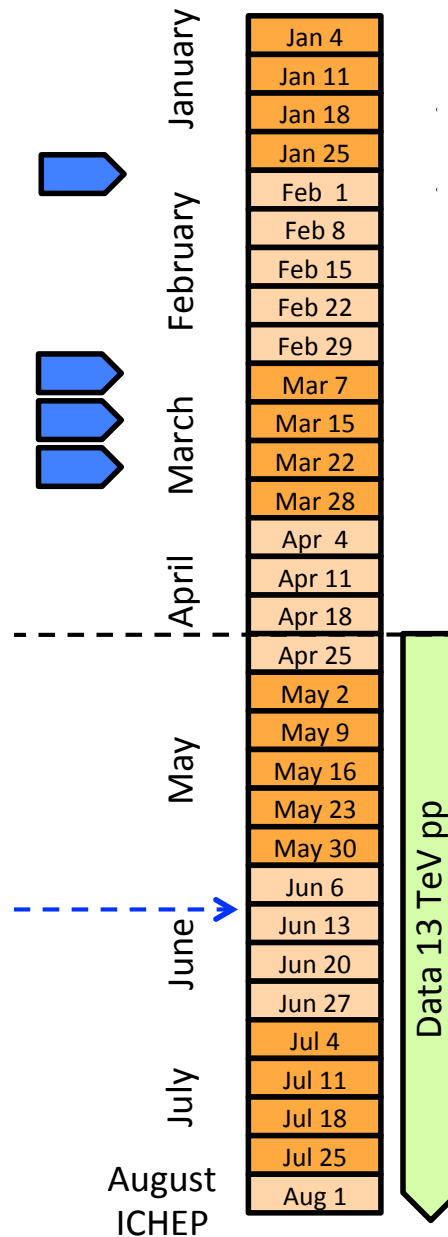 January
February
March
April
May
June
July
August
ICHEP
Jan 4
Jan 11
Jan 18
Jan 25
Feb 1
Feb 8
Feb 15
Feb 22
Feb 29
Mar 7
Mar 15
Mar 22
Mar 28
Apr 4
Apr 11
Apr 18
Apr 25
May 2
May 9
May 16
May 23
May 30
Jun 6
Jun 13
Jun 20
Jun 27
Jul 4
Jul 11
Jul 18
Jul 25
Aug 1
Data 13 TeV pp